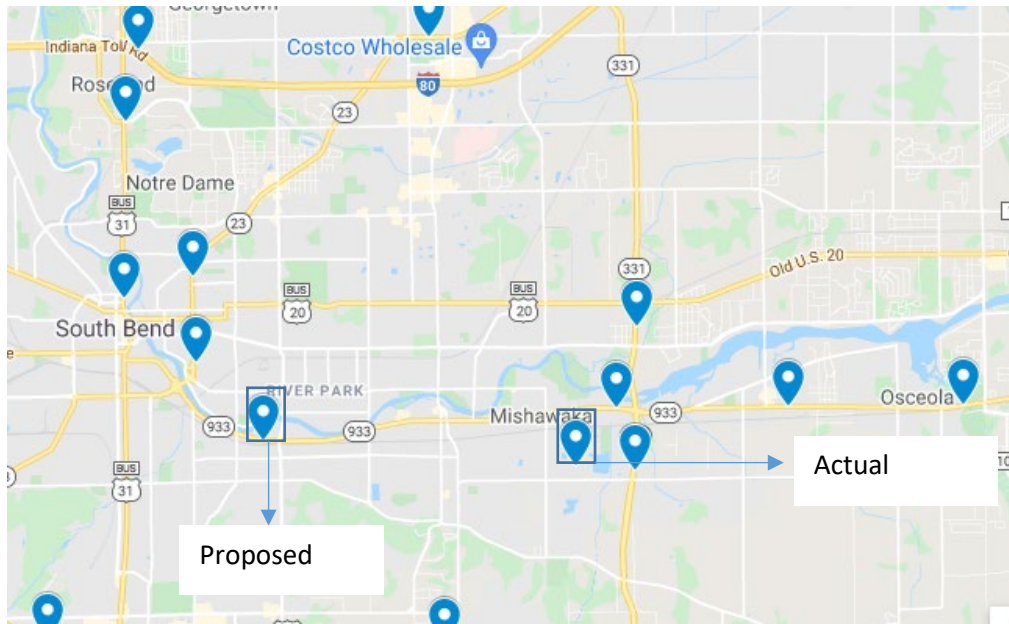 Georgetown
Indiana Toll Rd
Costco Wholesale
331
80
23
Notre Dame
BUS
31
23
331
Old U.S. 20
BUS
20
BUS
20
South Bend
RIVER PARK
Mishawaka
933
Osceola
933
933
BUS
31
Actual
10
Proposed